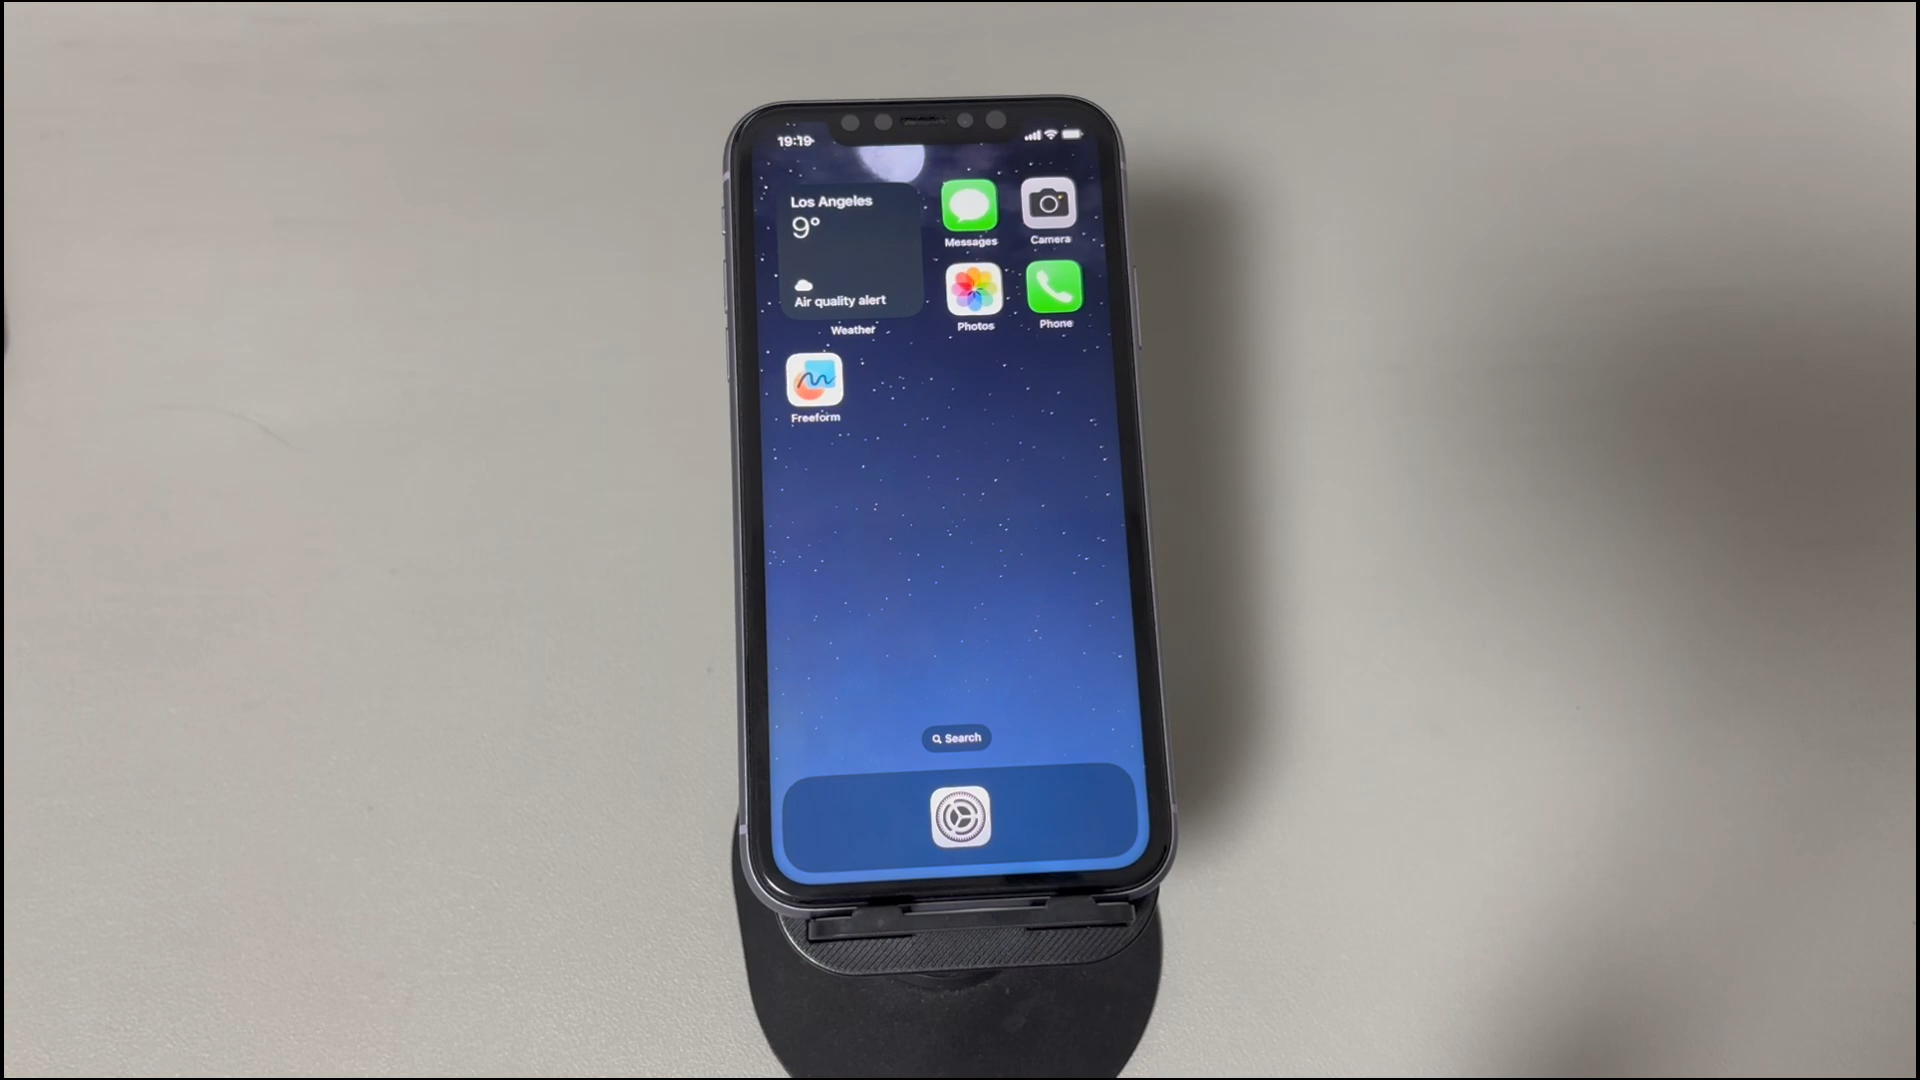 19:19
Los Angeles
9°
Air quality alert
Weather
Messages
Camera
Photos
Phone
Freeform
Search